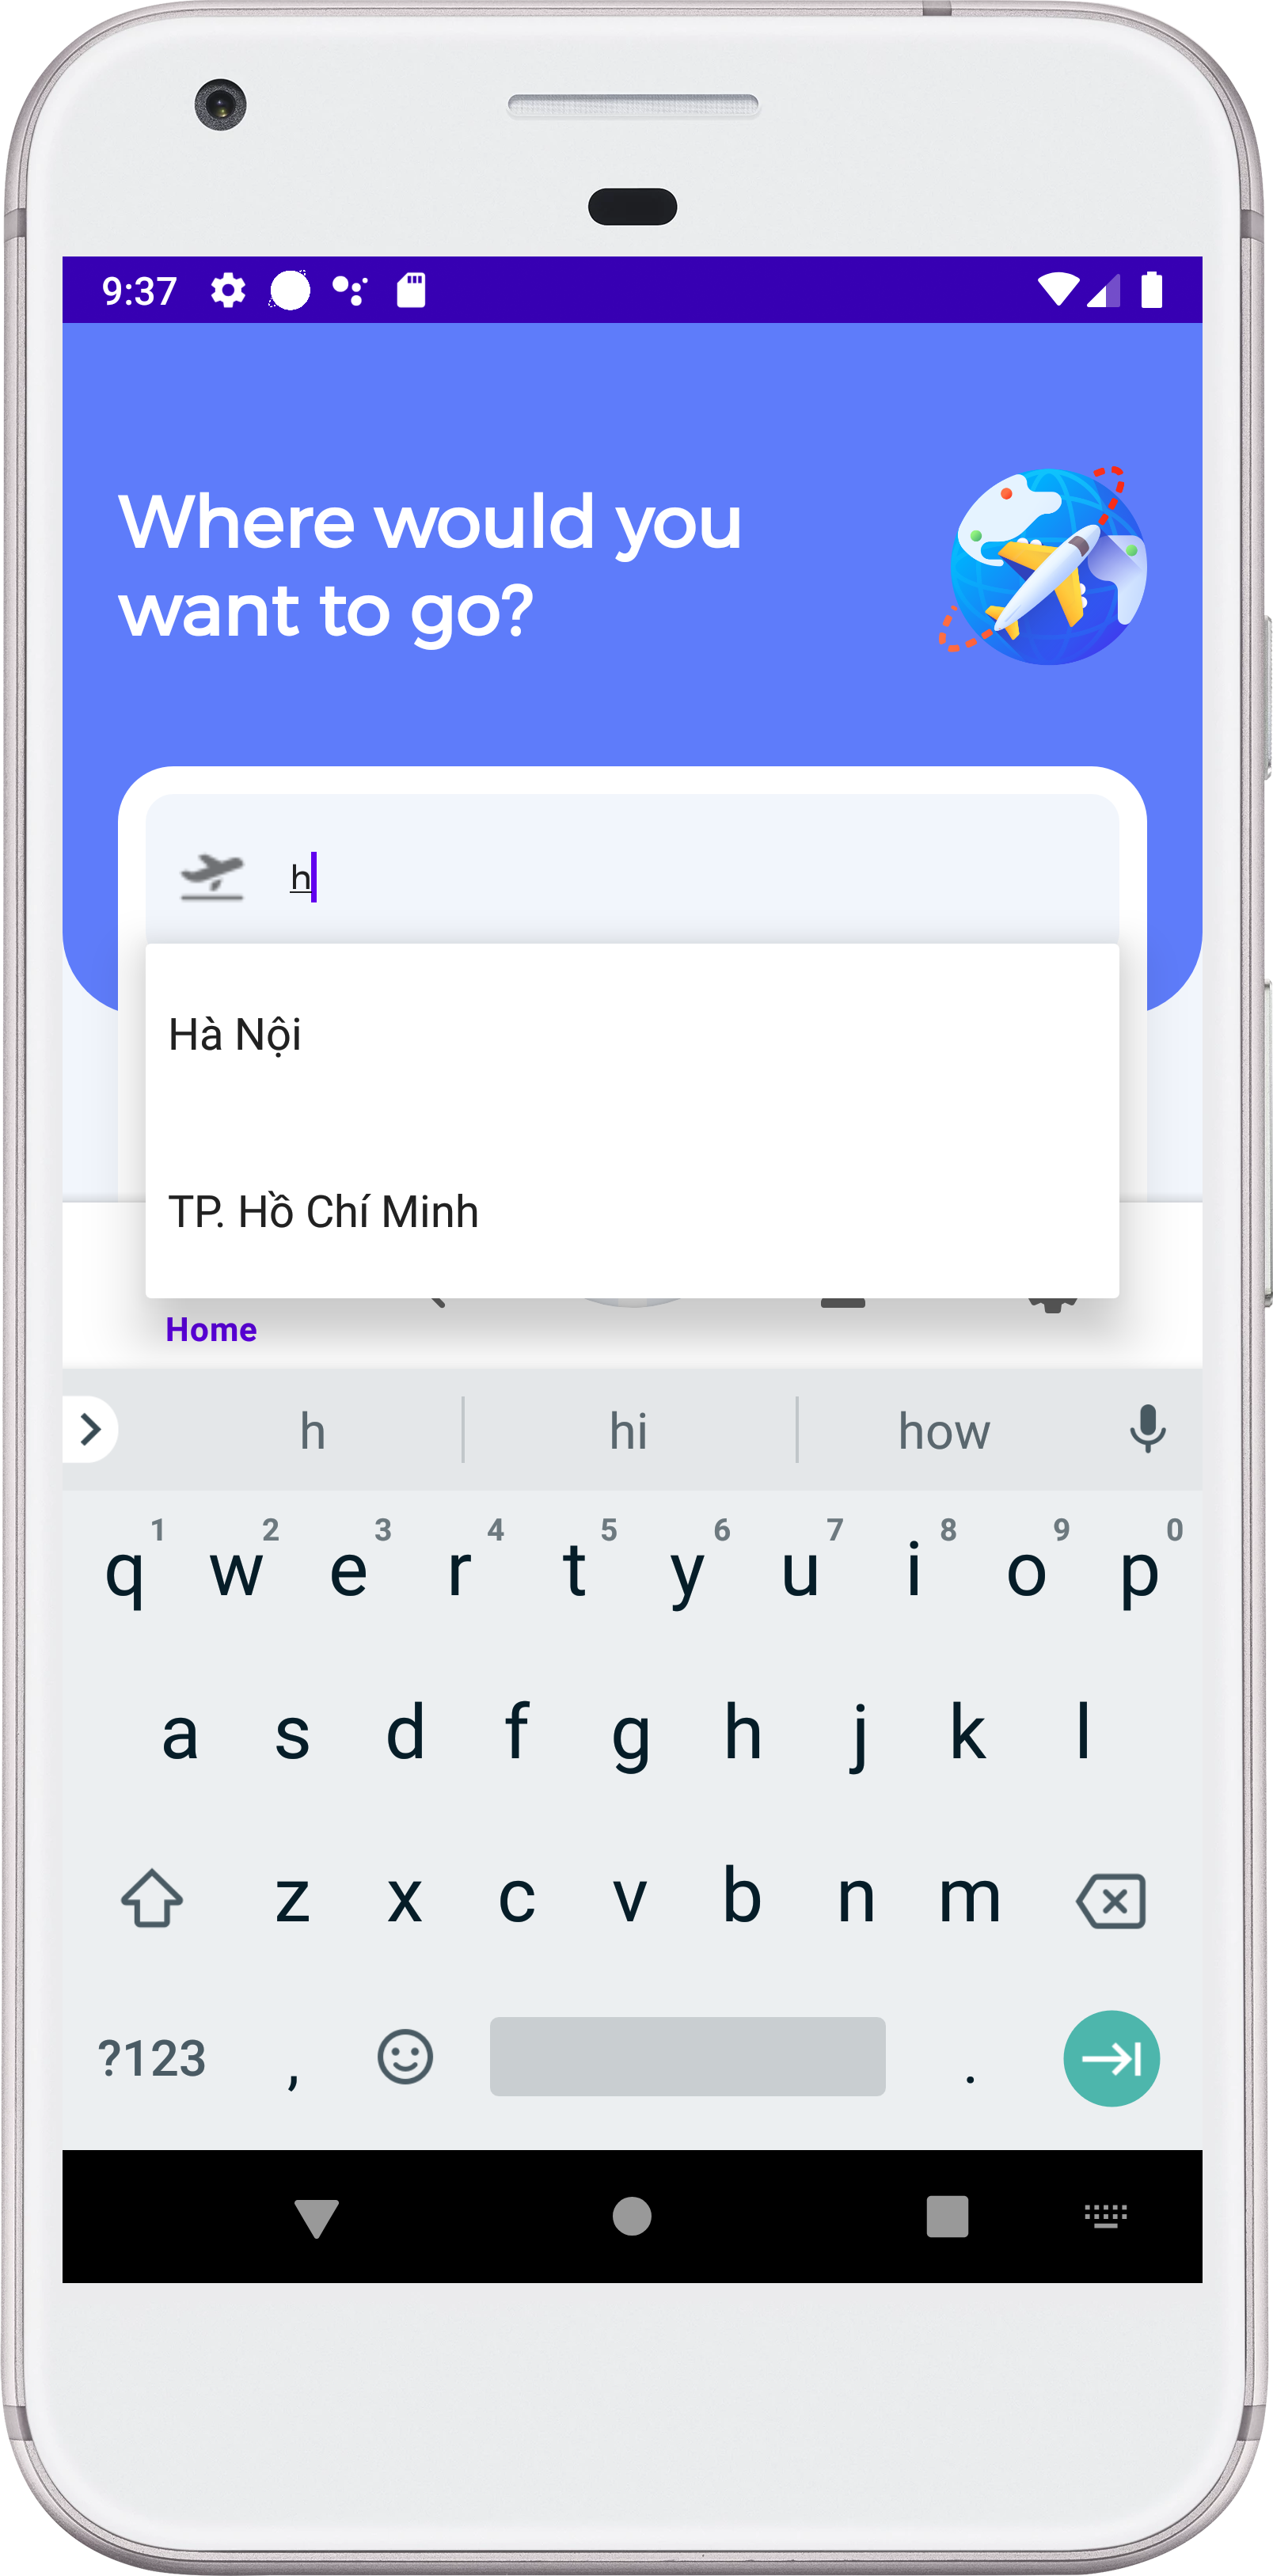 9:37
Where would you
want to go?
h
Hà Nội
TP. Hồ Chí Minh
Home
h hi how
1 2 3 4 5 6 7 8 9 0
q w e r t y u i o p
a s d f g h j k l
z x c v b n m
?123 , .